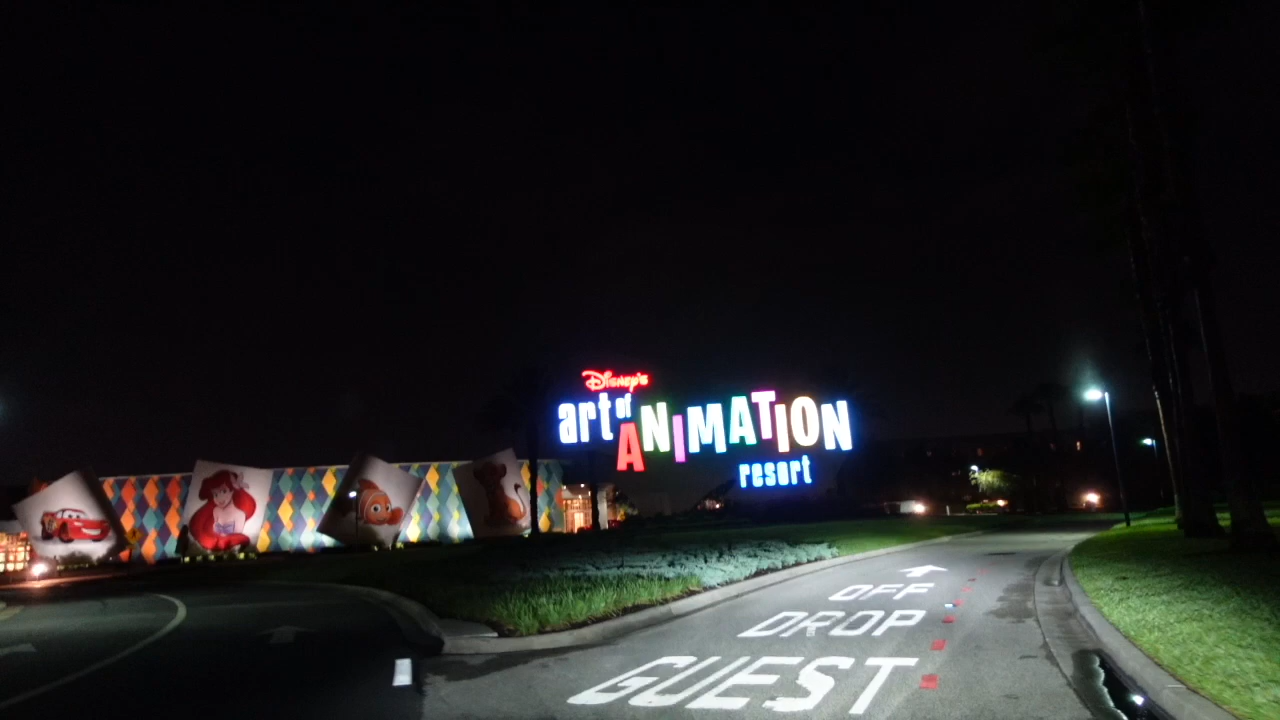 Disney's
art of
ANIMATION
resort
OFF
DROP
GUEST